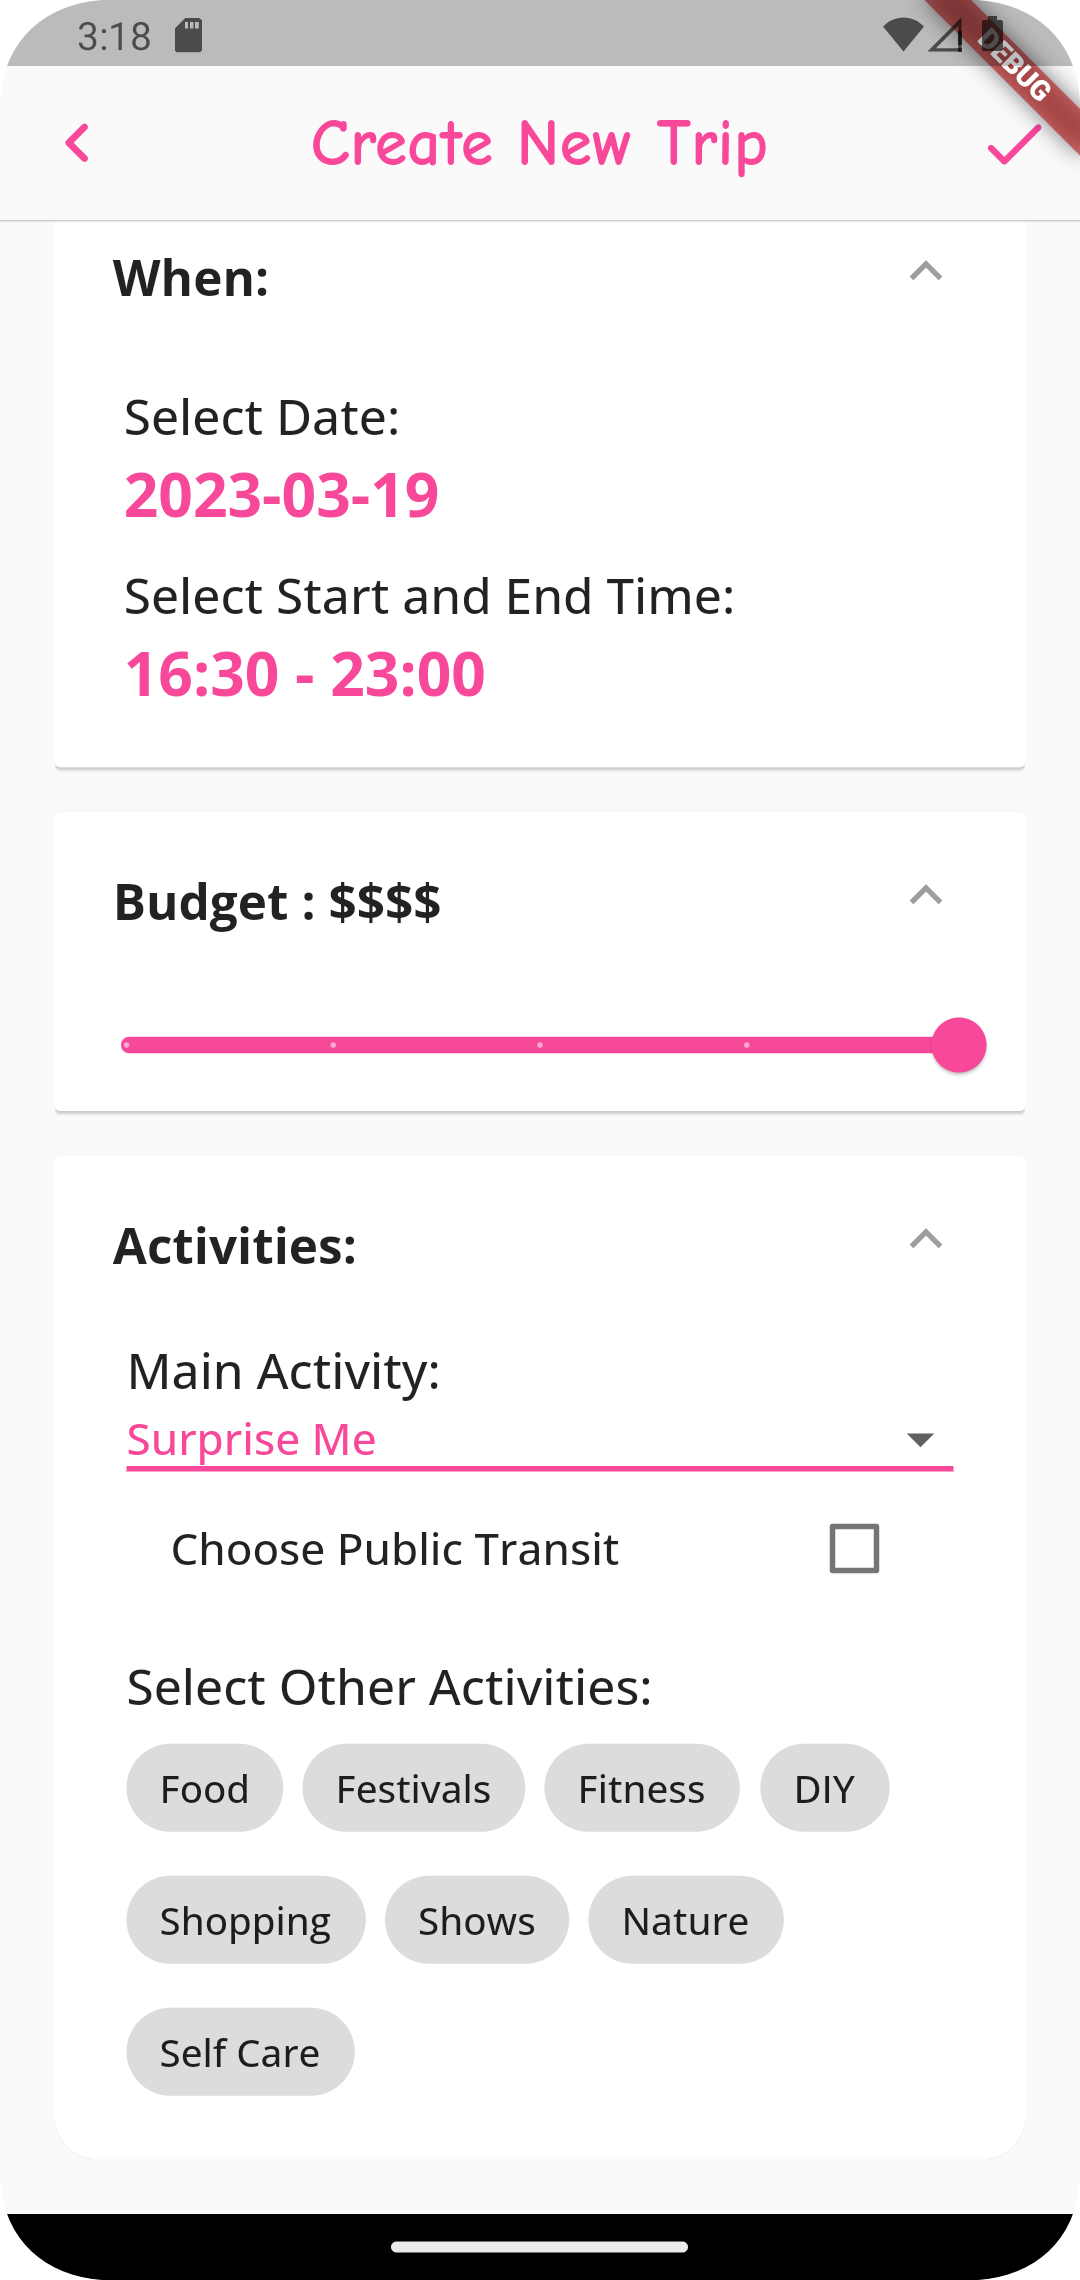 3:18
DEBUG
Create New Trip
When:
Select Date:
2023-03-19
Select Start and End Time:
16:30 - 23:00
Budget : $$$$
Activities:
Main Activity:
Surprise Me
Choose Public Transit
Select Other Activities:
Food Festivals Fitness DIY
Shopping Shows Nature
Self Care